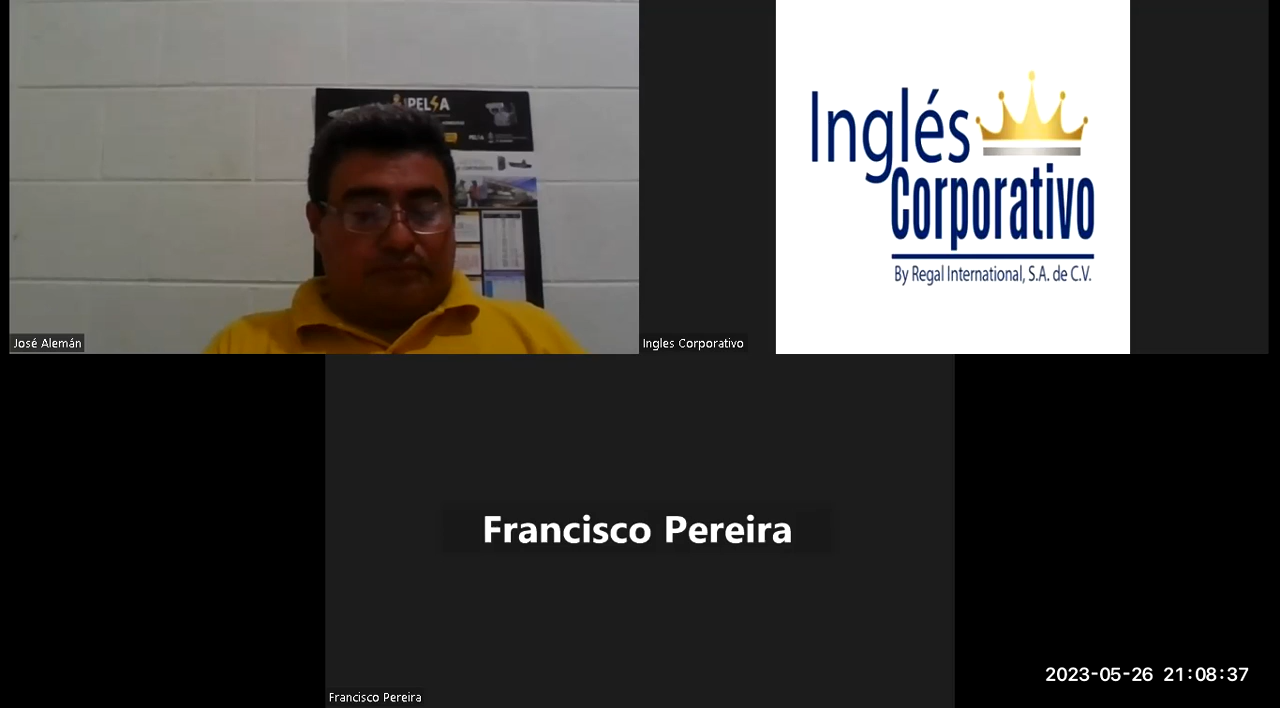 IPELSA
José Alemán
Inglés
Corporativo
By Regal International, S.A. de C.V.
Ingles Corporativo
Francisco Pereira
Francisco Pereira
2023-05-26 21:08:37